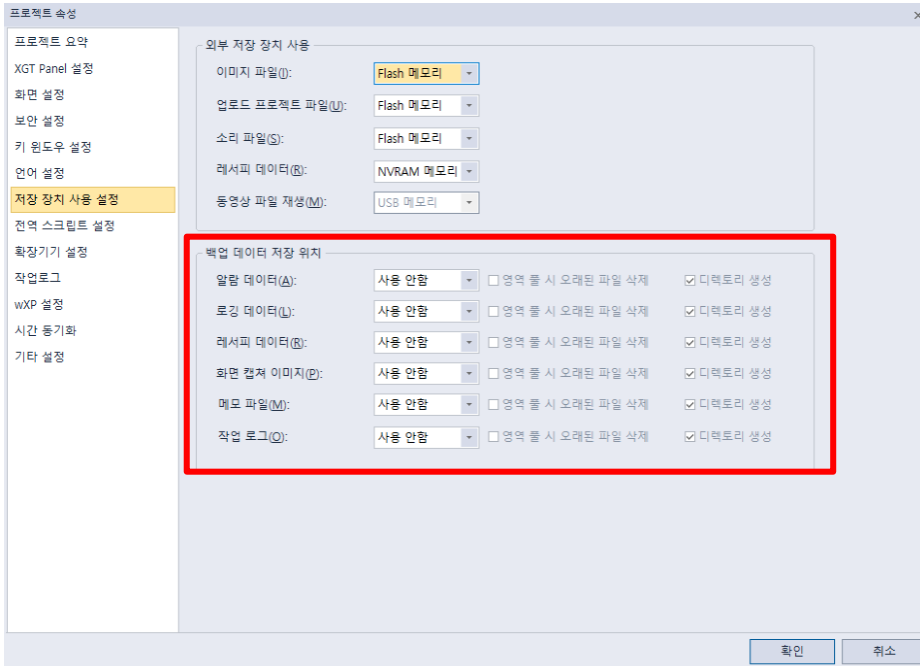 프로젝트 속성
프로젝트 요약
XGT Panel 설정
화면 설정
보안 설정
키 윈도우 설정
언어 설정
저장 장치 사용 설정
전역 스크립트 설정
확장기기 설정
작업로그
wXP 설정
시간 동기화
기타 설정
외부 저장 장치 사용
이미지 파일(I): Flash 메모리
업로드 프로젝트 파일(U): Flash 메모리
소리 파일(S): Flash 메모리
레서피 데이터(R): NVRAM 메모리
동영상 파일 재생(M): USB 메모리
백업 데이터 저장 위치
알람 데이터(A): 사용 안함 영역 풀 시 오래된 파일 삭제 디렉토리 생성
로깅 데이터(L): 사용 안함 영역 풀 시 오래된 파일 삭제 디렉토리 생성
레서피 데이터(R): 사용 안함 영역 풀 시 오래된 파일 삭제 디렉토리 생성
화면 캡쳐 이미지(P): 사용 안함 영역 풀 시 오래된 파일 삭제 디렉토리 생성
메모 파일(M): 사용 안함 영역 풀 시 오래된 파일 삭제 디렉토리 생성
작업 로그(O): 사용 안함 영역 풀 시 오래된 파일 삭제 디렉토리 생성
확인 취소